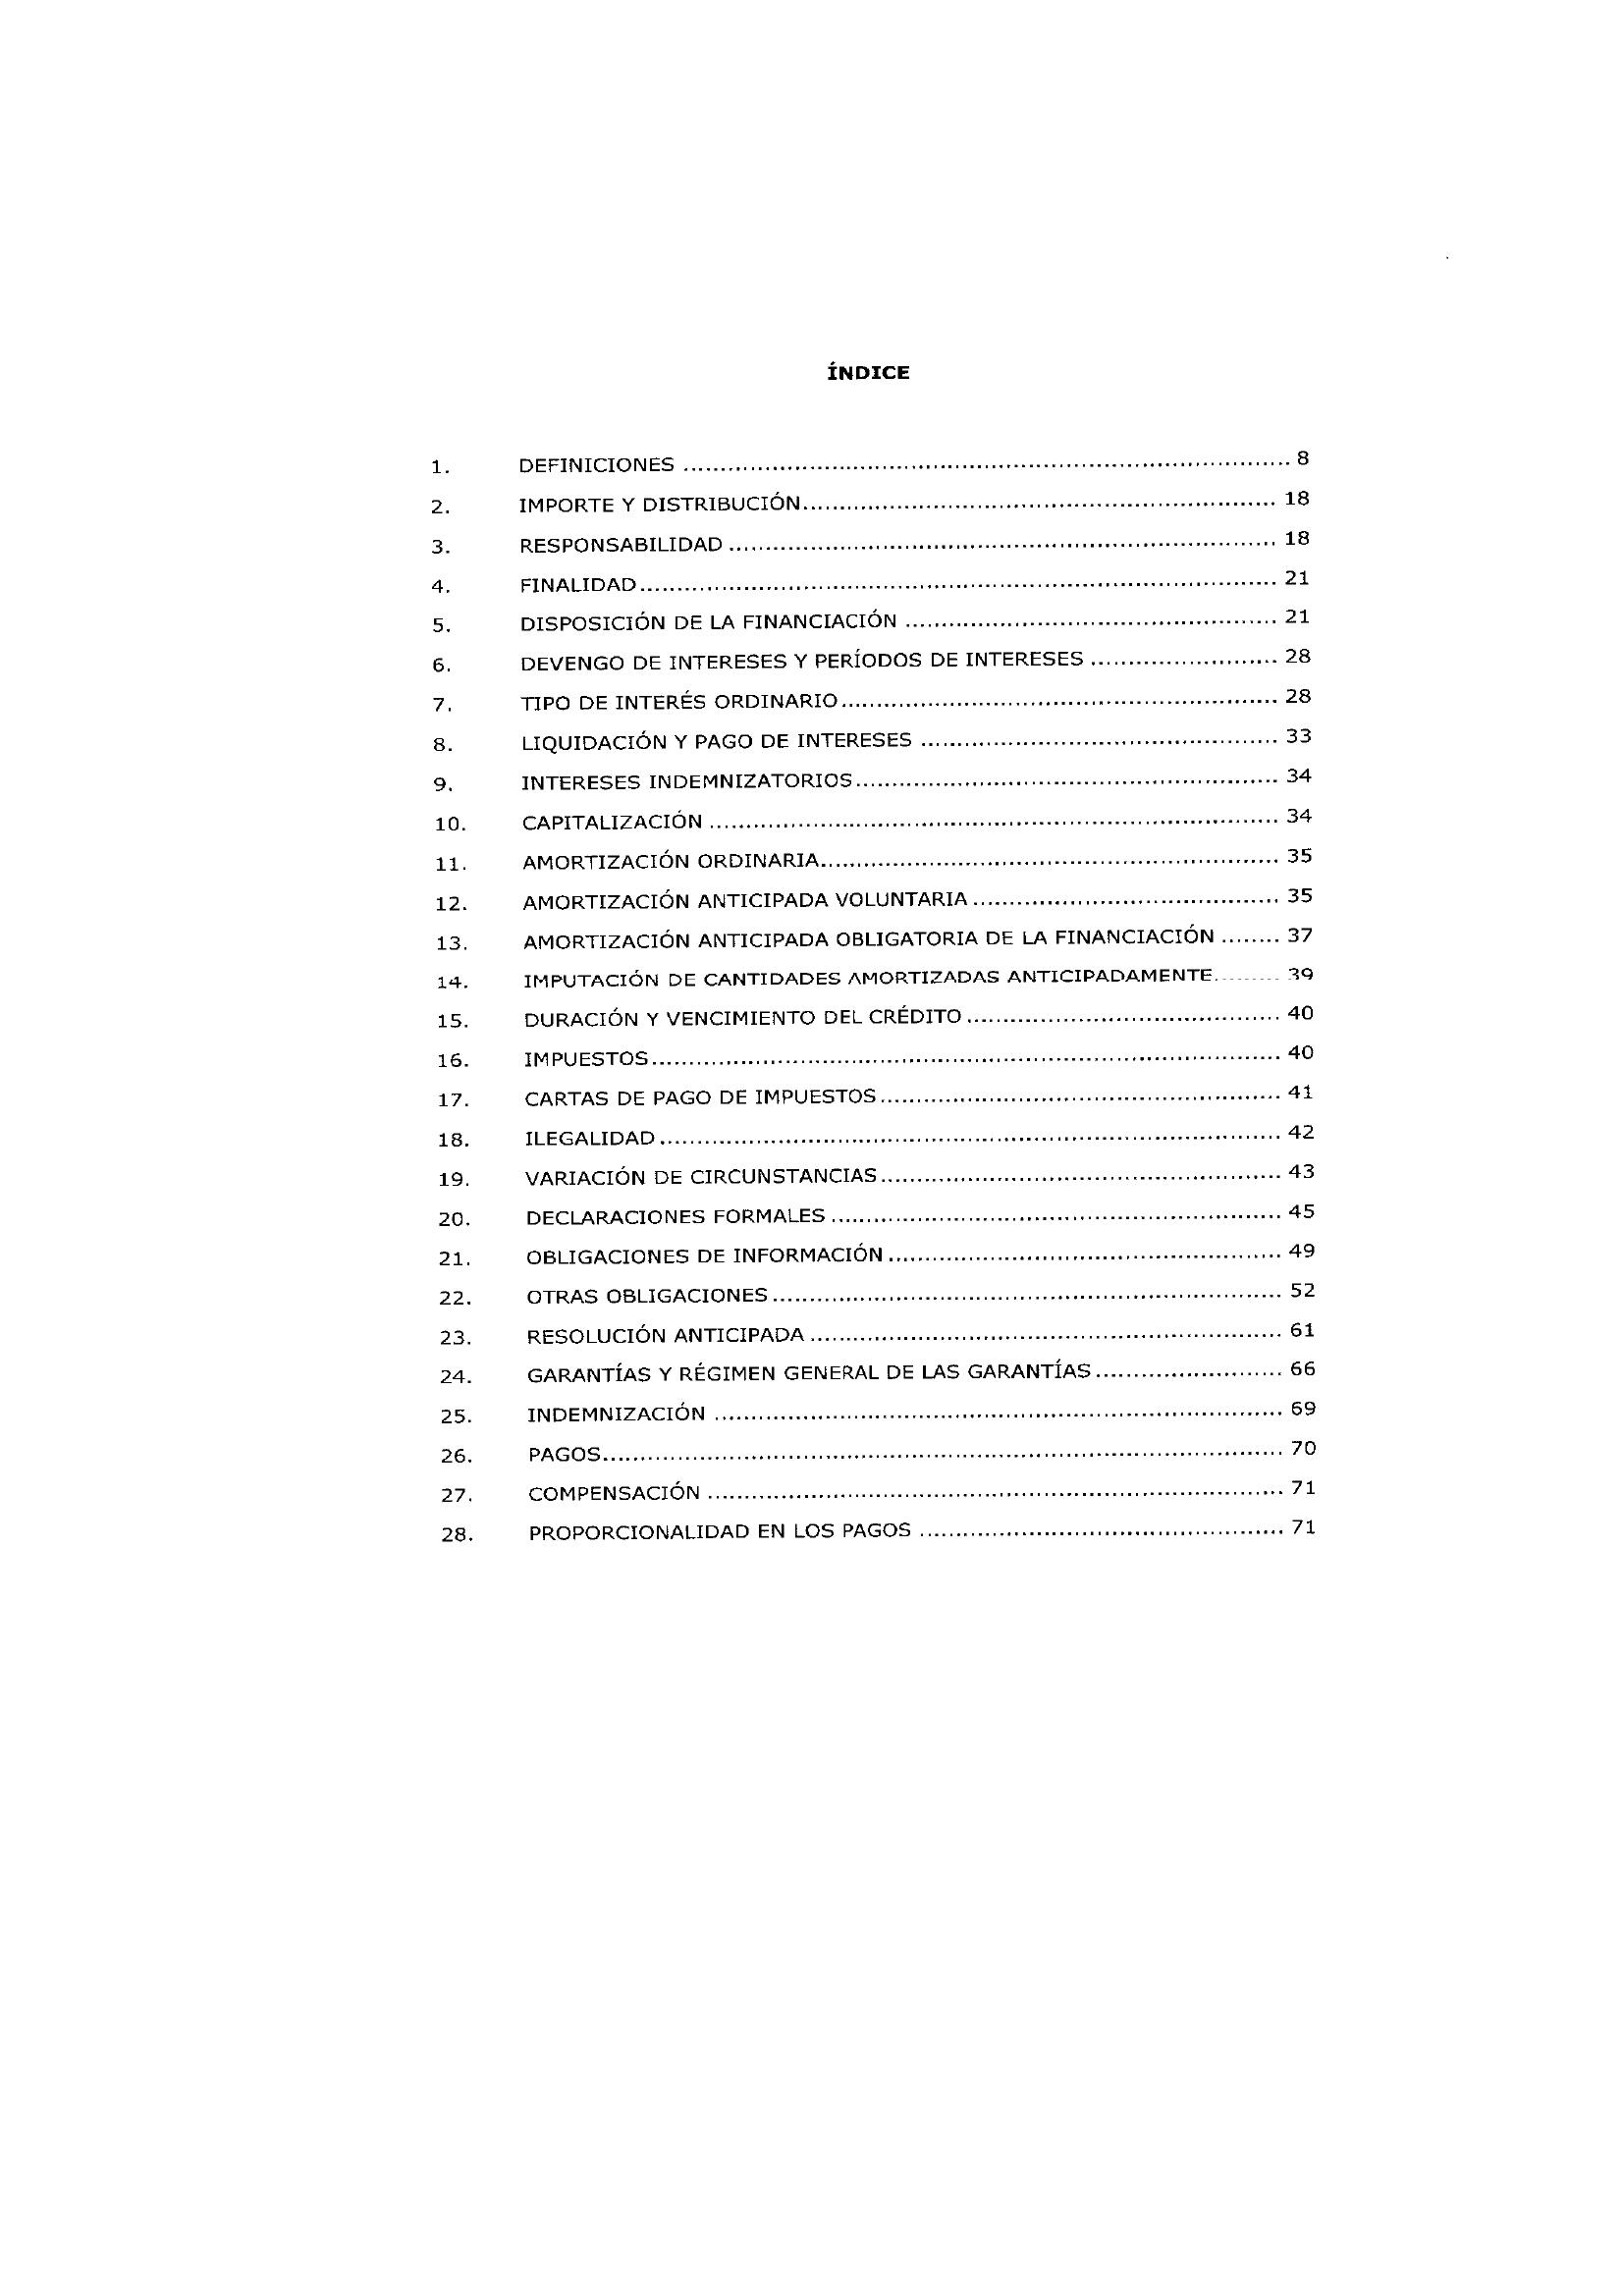 ÍNDICE
1. DEFINICIONES ........ 8
2. IMPORTE Y DISTRIBUCIÓN ........ 18
3. RESPONSABILIDAD ........ 18
4. FINALIDAD ........ 21
5. DISPOSICIÓN DE LA FINANCIACIÓN ........ 21
6. DEVENGO DE INTERESES Y PERÍODOS DE INTERESES ........ 28
7. TIPO DE INTERÉS ORDINARIO ........ 28
8. LIQUIDACIÓN Y PAGO DE INTERESES ........ 33
9. INTERESES INDEMNIZATORIOS ........ 34
10. CAPITALIZACIÓN ........ 34
11. AMORTIZACIÓN ORDINARIA ........ 35
12. AMORTIZACIÓN ANTICIPADA VOLUNTARIA ........ 35
13. AMORTIZACIÓN ANTICIPADA OBLIGATORIA DE LA FINANCIACIÓN ........ 37
14. IMPUTACIÓN DE CANTIDADES AMORTIZADAS ANTICIPADAMENTE ........ 39
15. DURACIÓN Y VENCIMIENTO DEL CRÉDITO ........ 40
16. IMPUESTOS ........ 40
17. CARTAS DE PAGO DE IMPUESTOS ........ 41
18. ILEGALIDAD ........ 42
19. VARIACIÓN DE CIRCUNSTANCIAS ........ 43
20. DECLARACIONES FORMALES ........ 45
21. OBLIGACIONES DE INFORMACIÓN ........ 49
22. OTRAS OBLIGACIONES ........ 52
23. RESOLUCIÓN ANTICIPADA ........ 61
24. GARANTÍAS Y RÉGIMEN GENERAL DE LAS GARANTÍAS ........ 66
25. INDEMNIZACIÓN ........ 69
26. PAGOS ........ 70
27. COMPENSACIÓN ........ 71
28. PROPORCIONALIDAD EN LOS PAGOS ........ 71